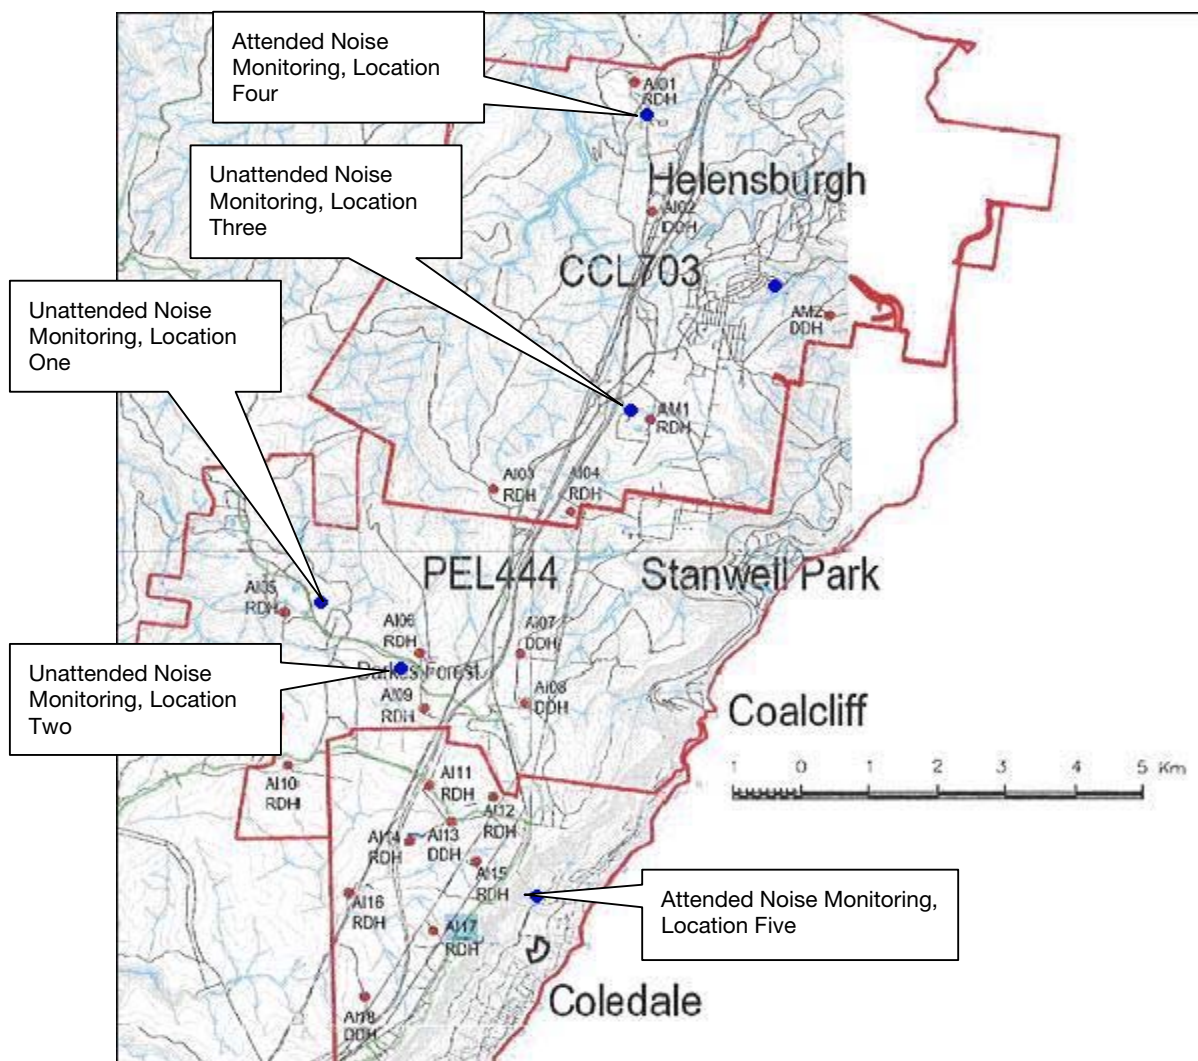 Attended Noise
Monitoring, Location
Four
AI01
RDH
Unattended Noise
Monitoring, Location
Three
Helensburgh
AI02
DDH
CCL703
Unattended Noise
Monitoring, Location
One
AM2
DDH
AM1
RDH
AI03
RDH
AI04
RDH
PEL444
Stanwell Park
AI05
RDH
AI06
RDH
AI07
DDH
Unattended Noise
Monitoring, Location
Two
Darkes Forest
AI09
RDH
AI08
DDH
Coalcliff
1 0 1 2 3 4 5 Km
AI10
RDH
AI11
RDH
AI12
RDH
AI14
RDH
AI13
DDH
AI15
RDH
AI16
RDH
Attended Noise Monitoring,
Location Five
AI17
RDH
Coledale
AI18
DDH